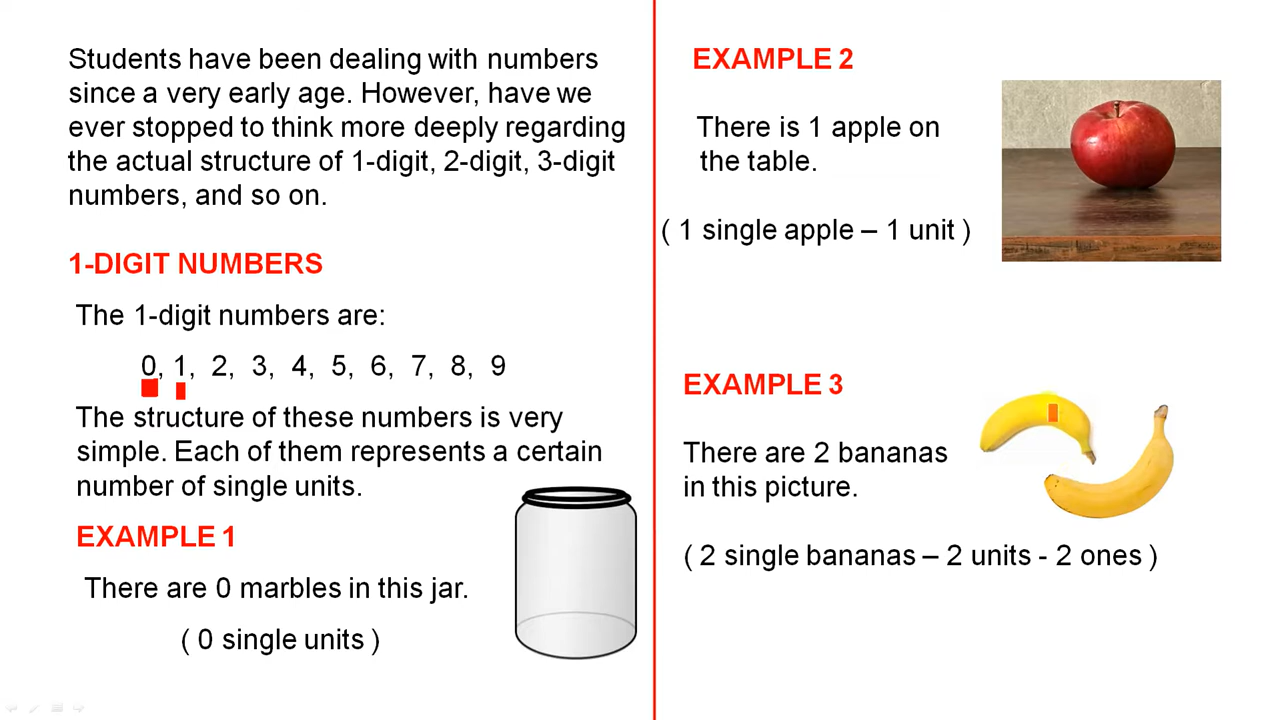 Students have been dealing with numbers
since a very early age. However, have we
ever stopped to think more deeply regarding
the actual structure of 1-digit, 2-digit, 3-digit
numbers, and so on.
1-DIGIT NUMBERS
The 1-digit numbers are:
0, 1, 2, 3, 4, 5, 6, 7, 8, 9
The structure of these numbers is very
simple. Each of them represents a certain
number of single units.
EXAMPLE 1
There are 0 marbles in this jar.
( 0 single units )
EXAMPLE 2
There is 1 apple on
the table.
( 1 single apple – 1 unit )
EXAMPLE 3
There are 2 bananas
in this picture.
( 2 single bananas – 2 units - 2 ones )